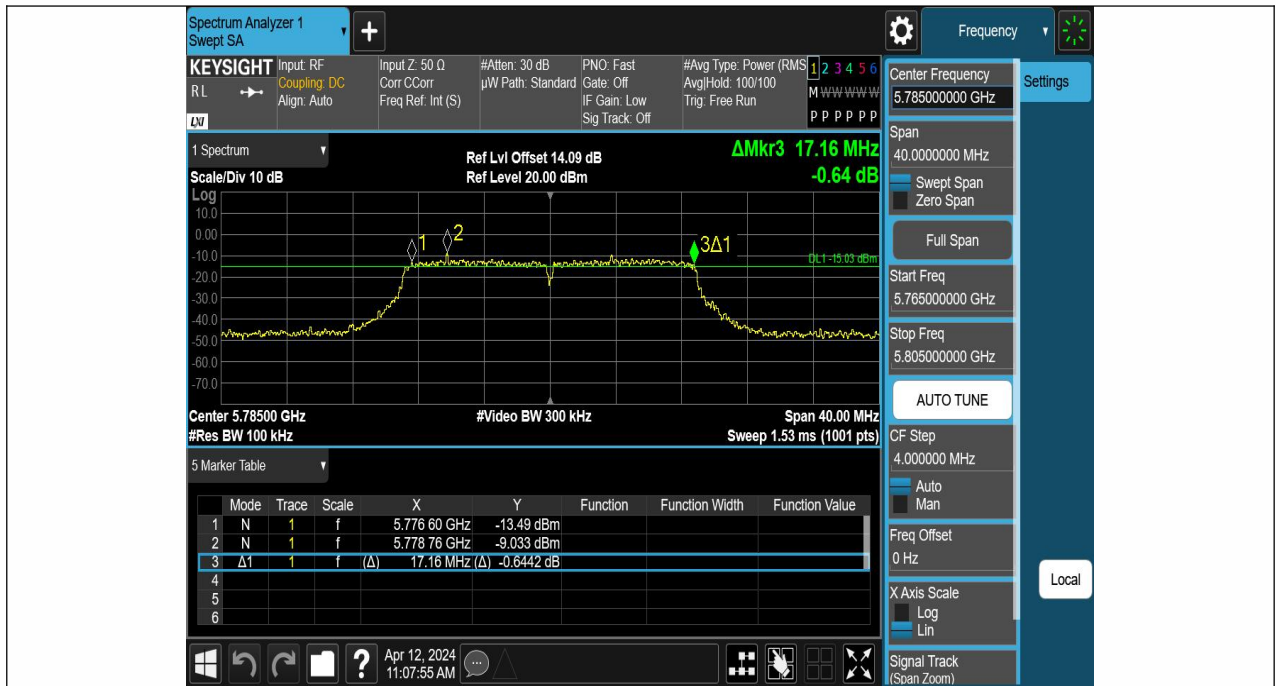 Spectrum Analyzer 1
Swept SA
+
Frequency
KEYSIGHT
RL
LXI
Input: RF
Coupling: DC
Align: Auto
Input Z: 50 Ω
Corr CCorr
Freq Ref: Int (S)
#Atten: 30 dB
µW Path: Standard
PNO: Fast
Gate: Off
IF Gain: Low
Sig Track: Off
#Avg Type: Power (RMS
Avg|Hold: 100/100
Trig: Free Run
1 2 3 4 5 6
M W W W W W
P P P P P P
1 Spectrum
Scale/Div 10 dB
Ref Lvl Offset 14.09 dB
Ref Level 20.00 dBm
ΔMkr3 17.16 MHz
-0.64 dB
Log
10.0
0.00
-10.0
-20.0
-30.0
-40.0
-50.0
-60.0
-70.0
1
2
3Δ1
DL1 -15.03 dBm
Center 5.78500 GHz
#Video BW 300 kHz
Span 40.00 MHz
#Res BW 100 kHz
Sweep 1.53 ms (1001 pts)
5 Marker Table
Mode Trace Scale X Y Function Function Width Function Value
1 N 1 f 5.776 60 GHz -13.49 dBm
2 N 1 f 5.778 76 GHz -9.033 dBm
3 Δ1 1 f (Δ) 17.16 MHz (Δ) -0.6442 dB
4
5
6
?
Apr 12, 2024
11:07:55 AM
Center Frequency
5.785000000 GHz
Span
40.0000000 MHz
Swept Span
Zero Span
Full Span
Start Freq
5.765000000 GHz
Stop Freq
5.805000000 GHz
AUTO TUNE
CF Step
4.000000 MHz
Auto
Man
Freq Offset
0 Hz
X Axis Scale
Log
Lin
Signal Track
(Span Zoom)
Settings
Local